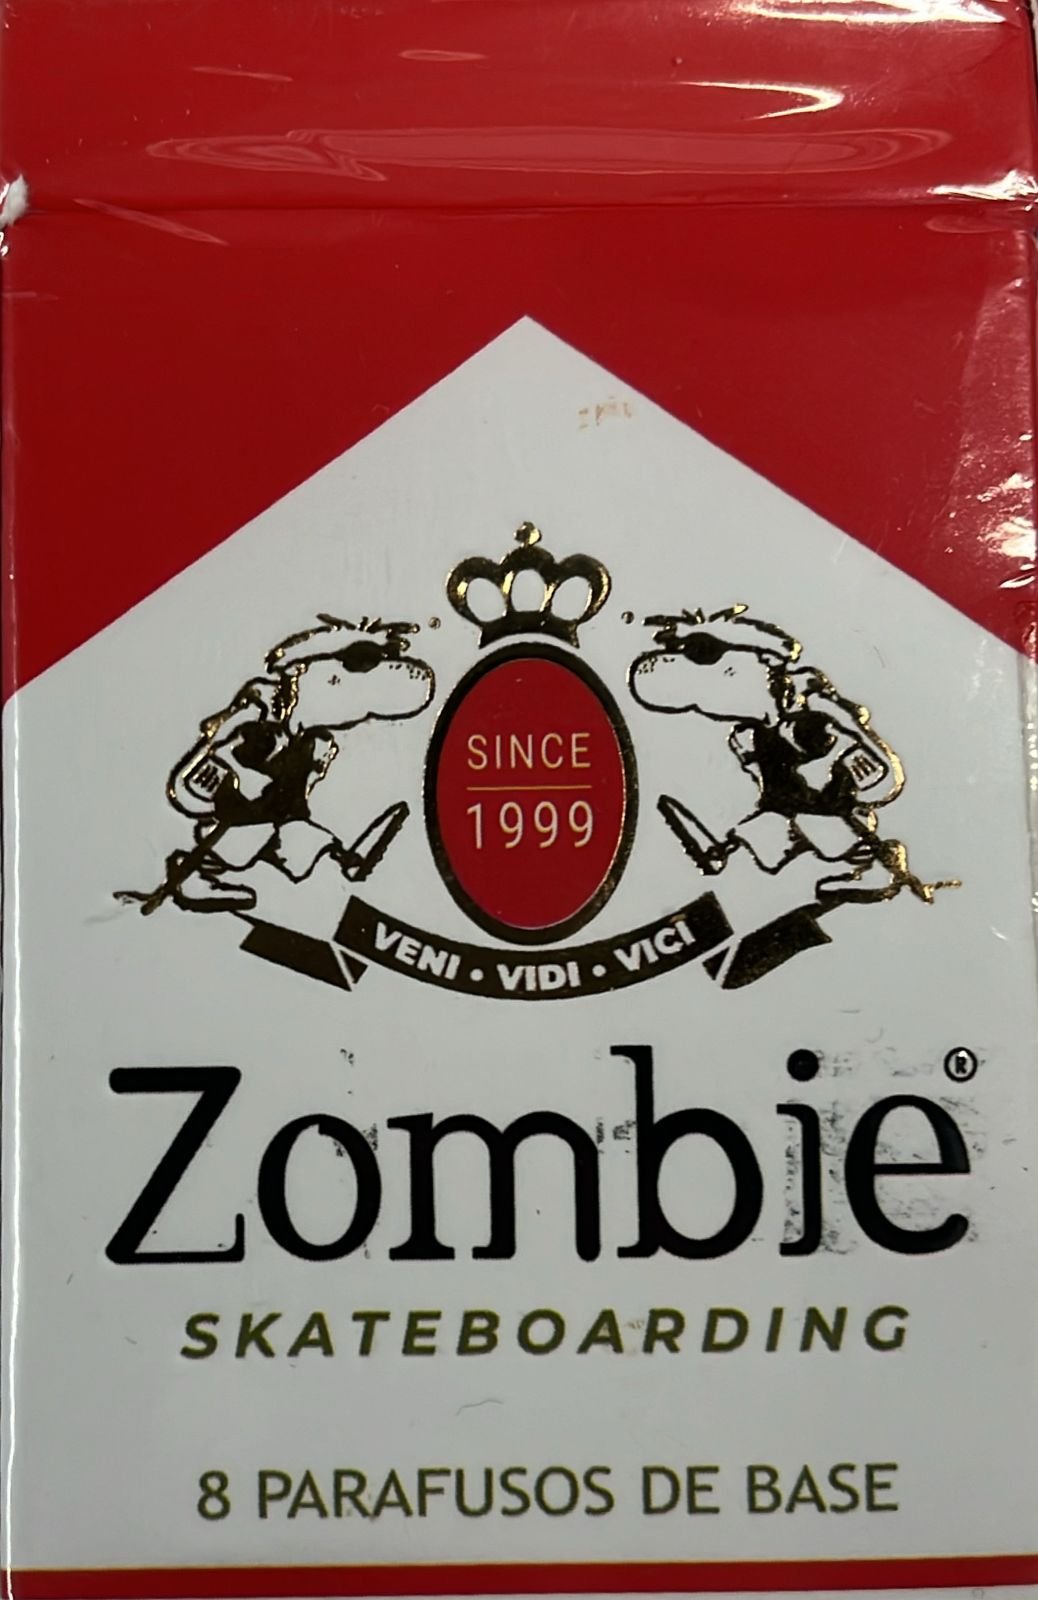 SINCE
1999
VENI • VIDI • VICI
Zombie®
SKATEBOARDING
8 PARAFUSOS DE BASE